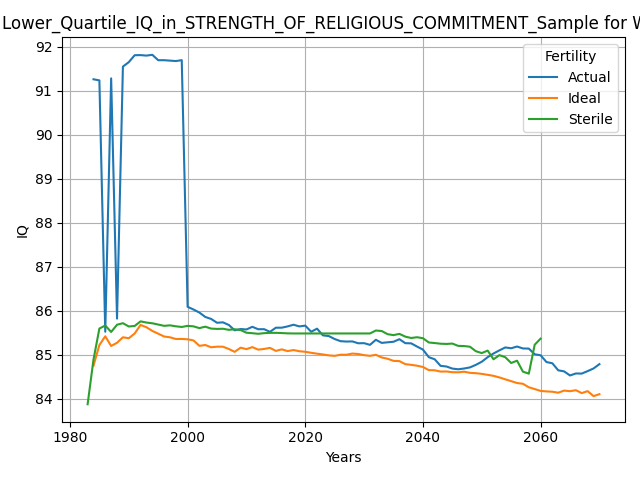 Lower_Quartile_IQ_in_STRENGTH_OF_RELIGIOUS_COMMITMENT_Sample for W
92
91
90
89
88
87
86
85
84
IQ
1980 2000 2020 2040 2060
Years
Fertility
Actual
Ideal
Sterile